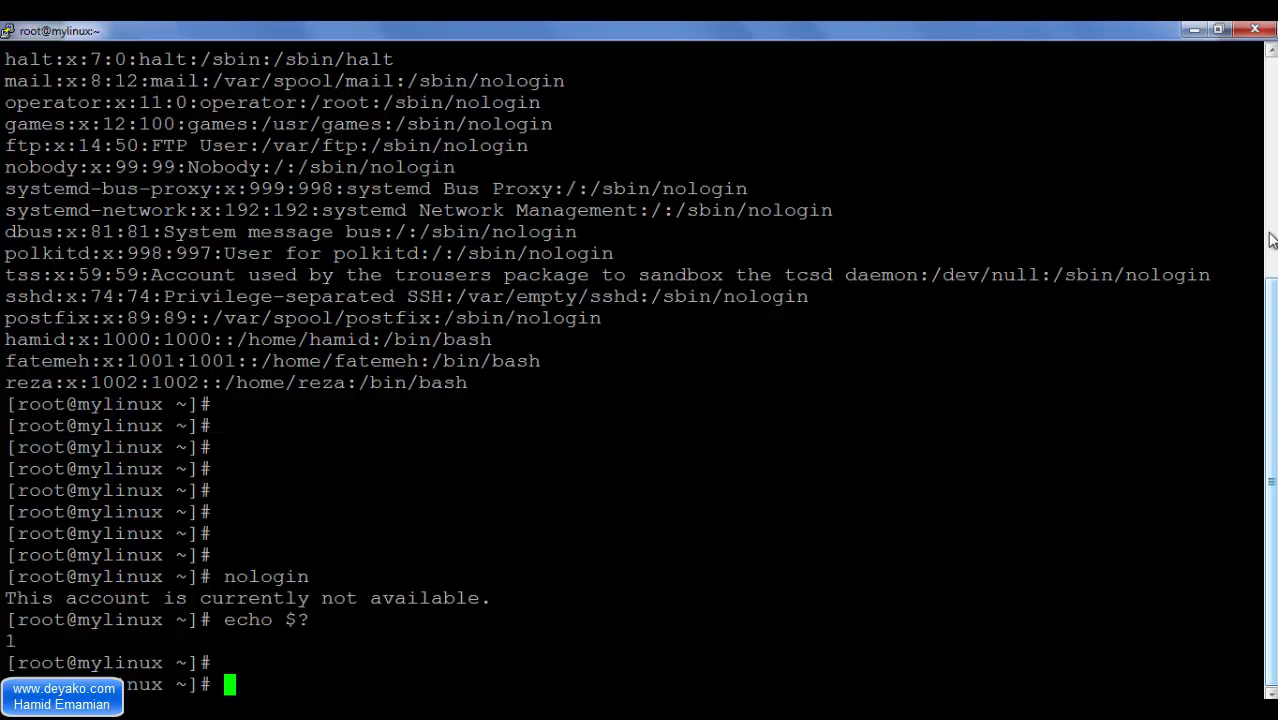 root@mylinux:~
halt:x:7:0:halt:/sbin:/sbin/halt
mail:x:8:12:mail:/var/spool/mail:/sbin/nologin
operator:x:11:0:operator:/root:/sbin/nologin
games:x:12:100:games:/usr/games:/sbin/nologin
ftp:x:14:50:FTP User:/var/ftp:/sbin/nologin
nobody:x:99:99:Nobody:/:/sbin/nologin
systemd-bus-proxy:x:999:998:systemd Bus Proxy:/:/sbin/nologin
systemd-network:x:192:192:systemd Network Management:/:/sbin/nologin
dbus:x:81:81:System message bus:/:/sbin/nologin
polkitd:x:998:997:User for polkitd:/:/sbin/nologin
tss:x:59:59:Account used by the trousers package to sandbox the tcsd daemon:/dev/null:/sbin/nologin
sshd:x:74:74:Privilege-separated SSH:/var/empty/sshd:/sbin/nologin
postfix:x:89:89::/var/spool/postfix:/sbin/nologin
hamid:x:1000:1000::/home/hamid:/bin/bash
fatemeh:x:1001:1001::/home/fatemeh:/bin/bash
reza:x:1002:1002::/home/reza:/bin/bash
[root@mylinux ~]#
[root@mylinux ~]#
[root@mylinux ~]#
[root@mylinux ~]#
[root@mylinux ~]#
[root@mylinux ~]#
[root@mylinux ~]#
[root@mylinux ~]#
[root@mylinux ~]# nologin
This account is currently not available.
[root@mylinux ~]# echo $?
1
[root@mylinux ~]#
inux ~]#
www.deyako.com
Hamid Emamian